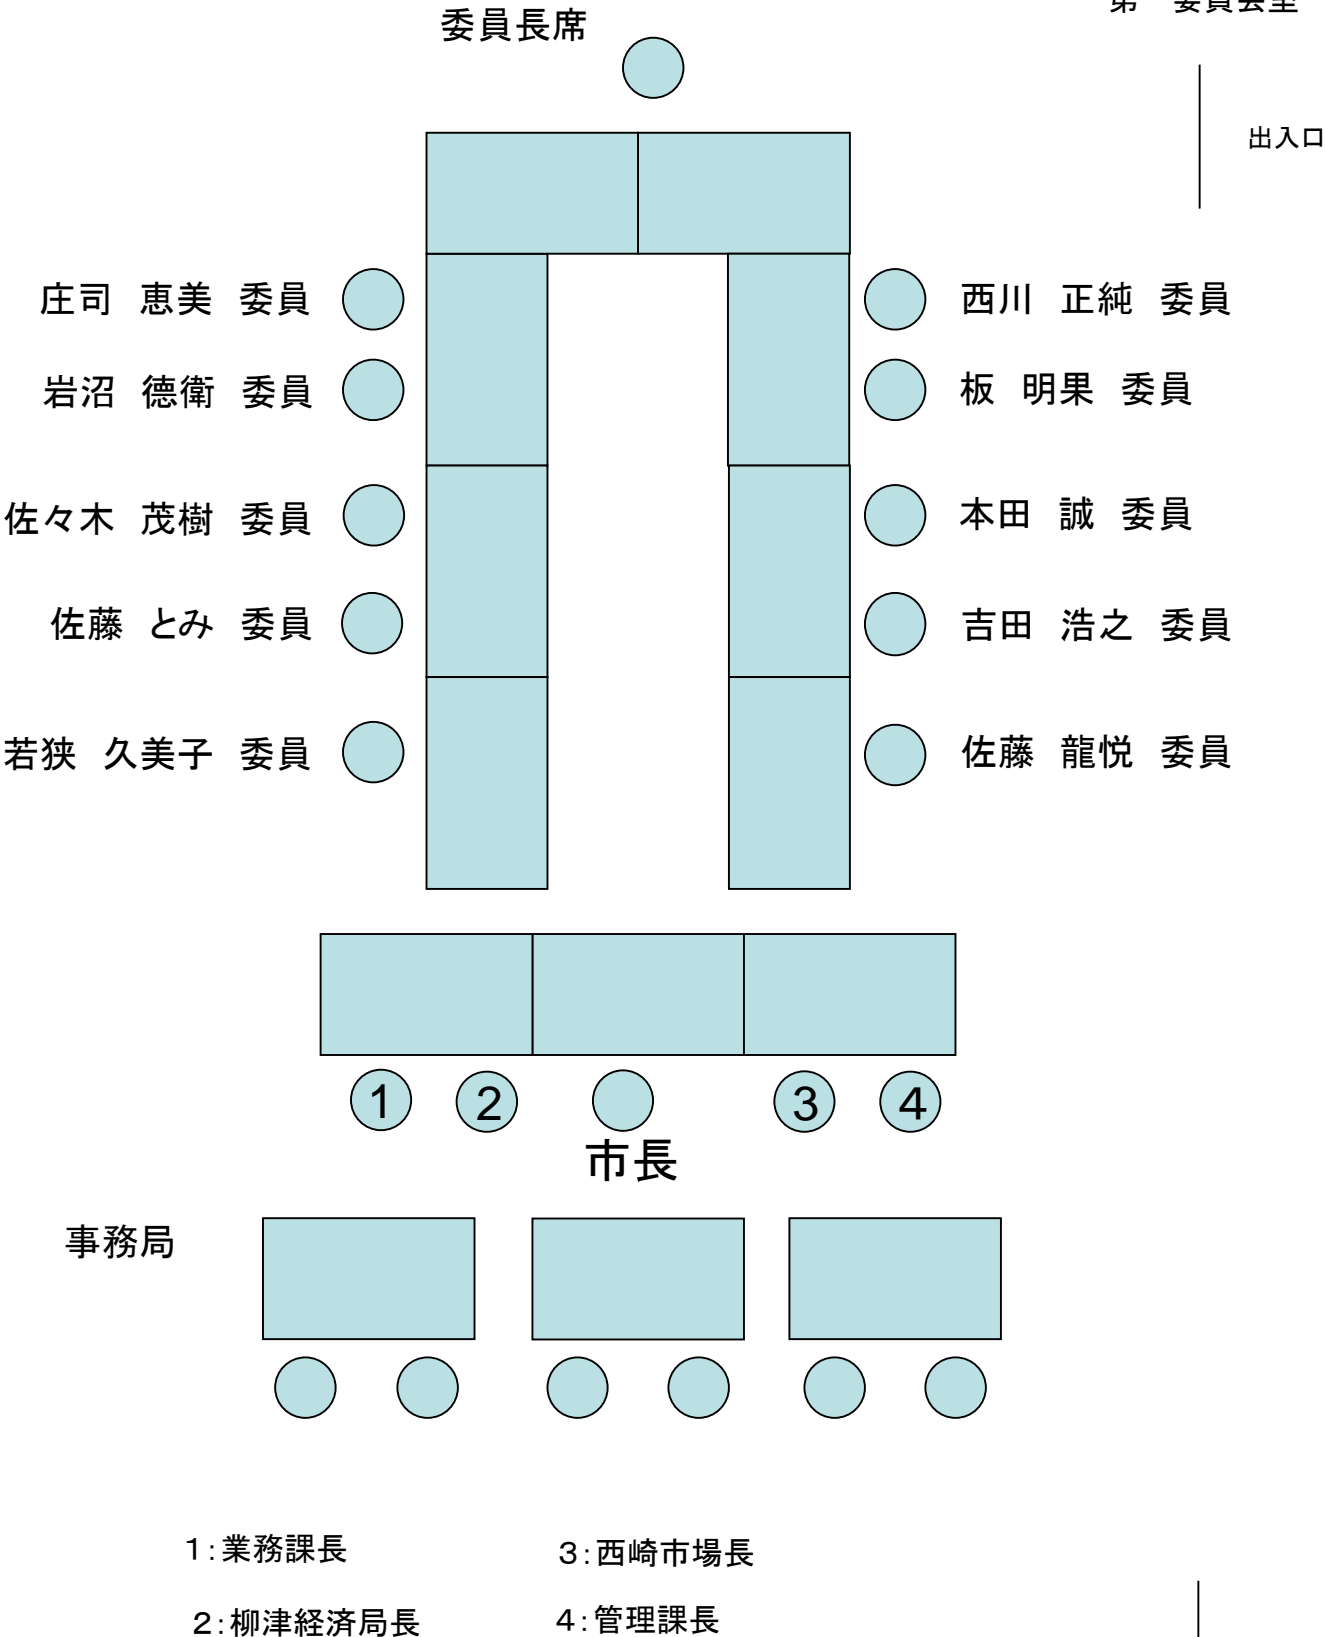 委員長席
出入口
庄司 恵美 委員
西川 正純 委員
岩沼 德衛 委員
板 明果 委員
佐々木 茂樹 委員
本田 誠 委員
佐藤 とみ 委員
吉田 浩之 委員
若狭 久美子 委員
佐藤 龍悦 委員
1 2 3 4
市長
事務局
1:業務課長
3:西崎市場長
2:柳津経済局長
4:管理課長